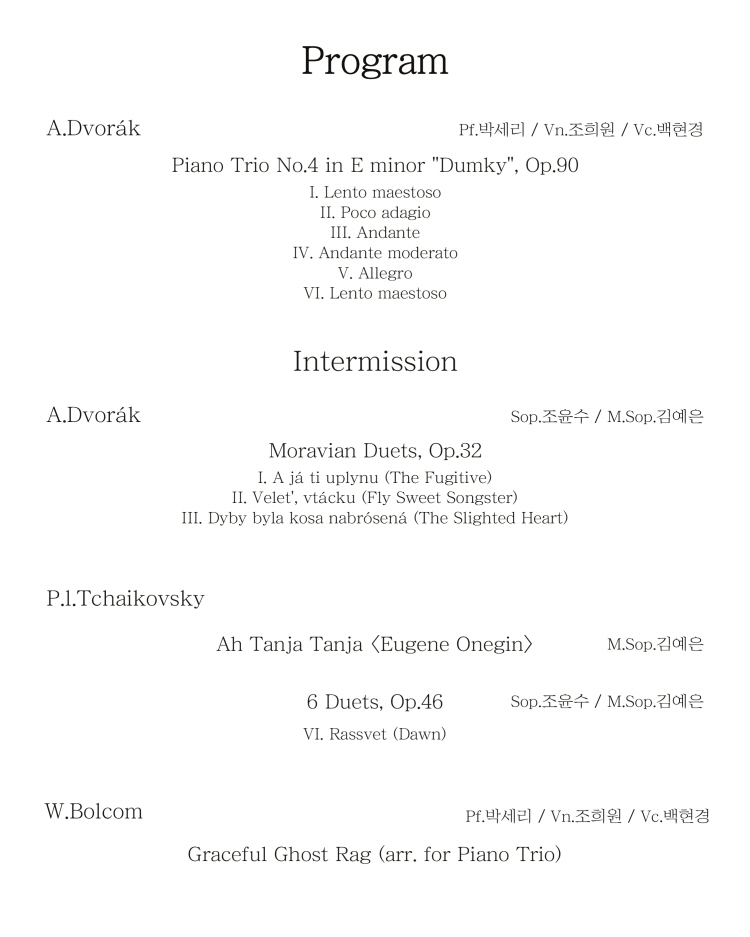 Program
A.Dvorák Pf.박세리 / Vn.조희원 / Vc.백현경
Piano Trio No.4 in E minor "Dumky", Op.90
I. Lento maestoso
II. Poco adagio
III. Andante
IV. Andante moderato
V. Allegro
VI. Lento maestoso
Intermission
A.Dvorák Sop.조윤수 / M.Sop.김예은
Moravian Duets, Op.32
I. A já ti uplynu (The Fugitive)
II. Velet', vtácku (Fly Sweet Songster)
III. Dyby byla kosa nabrósená (The Slighted Heart)
P.l.Tchaikovsky
Ah Tanja Tanja 〈Eugene Onegin〉 M.Sop.김예은
6 Duets, Op.46 Sop.조윤수 / M.Sop.김예은
VI. Rassvet (Dawn)
W.Bolcom Pf.박세리 / Vn.조희원 / Vc.백현경
Graceful Ghost Rag (arr. for Piano Trio)